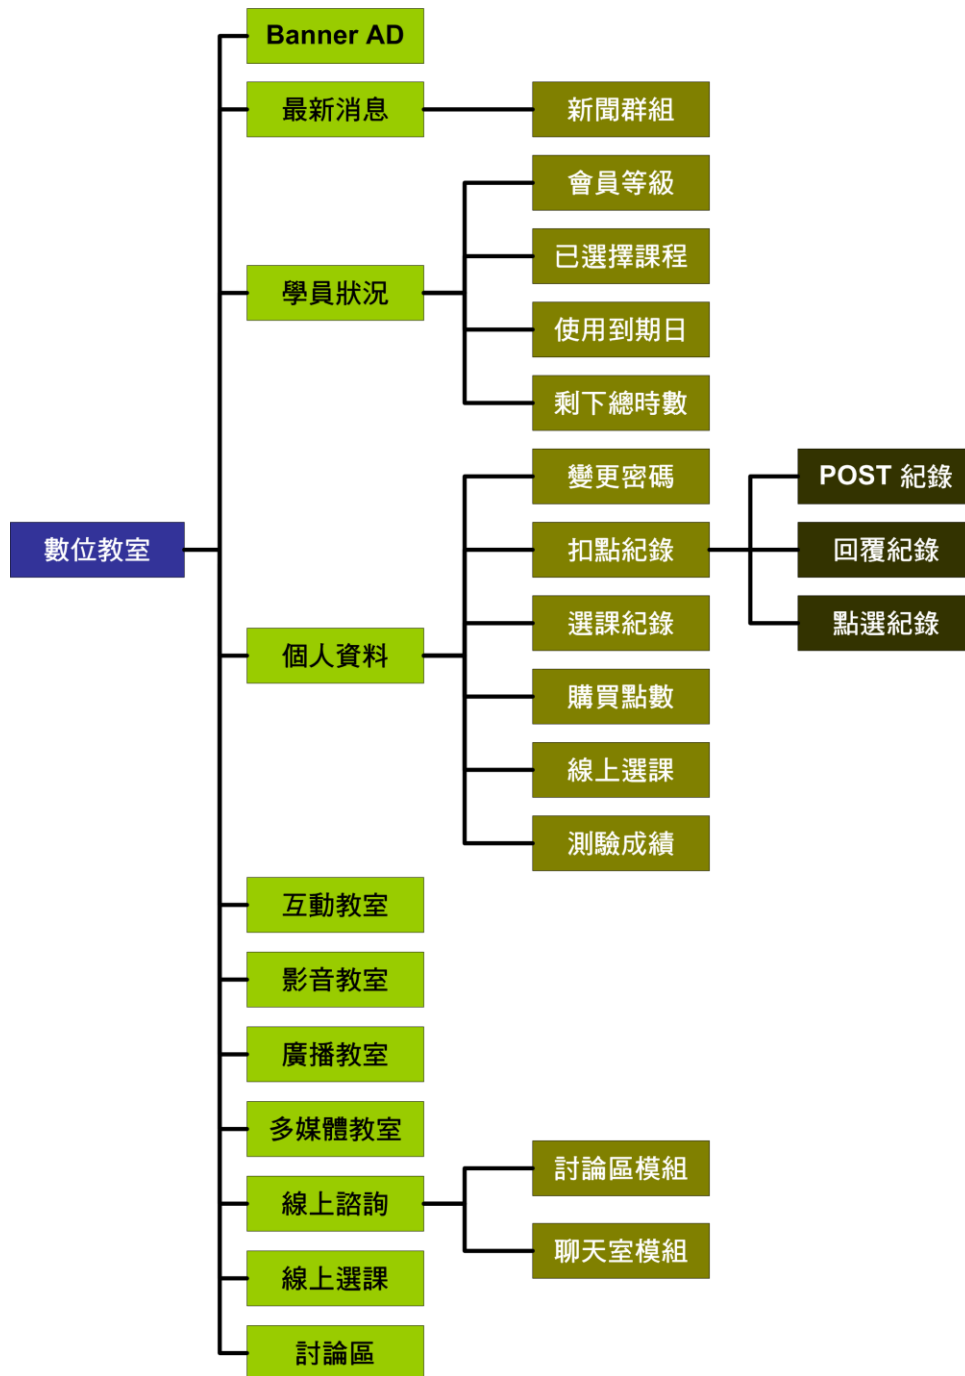 Banner AD
最新消息
新聞群組
會員等級
已選擇課程
學員狀況
使用到期日
剩下總時數
變更密碼
POST 紀錄
數位教室
扣點紀錄
回覆紀錄
選課紀錄
點選紀錄
個人資料
購買點數
線上選課
測驗成績
互動教室
影音教室
廣播教室
多媒體教室
討論區模組
線上諮詢
聊天室模組
線上選課
討論區